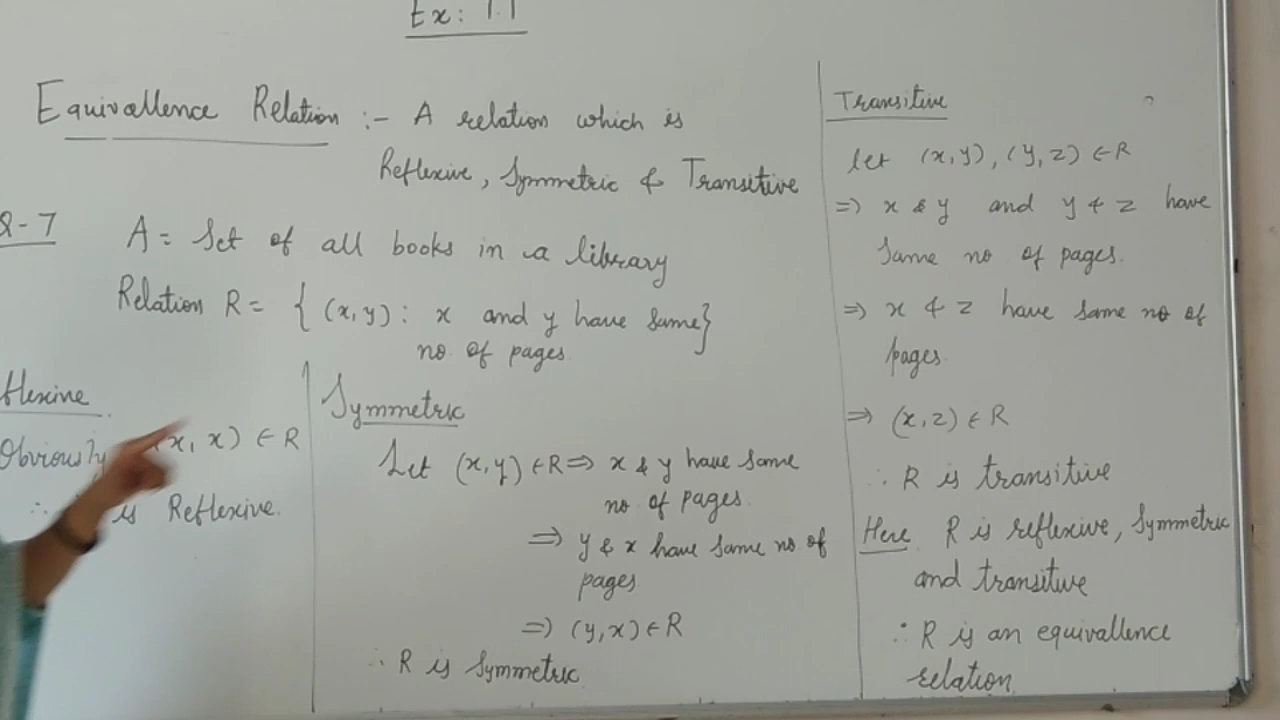 Ex: 1.1
Equivallence Relation :- A relation which is
Reflexive, Symmetric & Transitive
Q-7 A = Set of all books in a library
Relation R = { (x, y) : x and y have same}
no. of pages
flexive
Obviously (x, x) ∈ R
∴ is Reflexive.
Symmetric
Let (x, y) ∈ R ⇒ x & y have same
no of pages.
⇒ y & x have same no of
pages
⇒ (y, x) ∈ R
∴ R is Symmetric
Transitive
let (x, y), (y, z) ∈ R
⇒ x & y and y & z have
same no of pages.
⇒ x & z have same no of
pages.
⇒ (x, z) ∈ R
∴ R is transitive
Here R is reflexive, Symmetric
and transitive
∴ R is an equivallence
relation